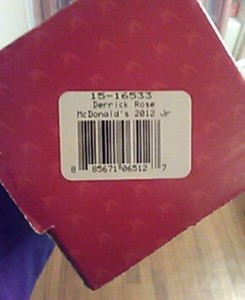 15-16533
Derrick Rose
McDonald's 2012 Jr
8 85671 06512 7